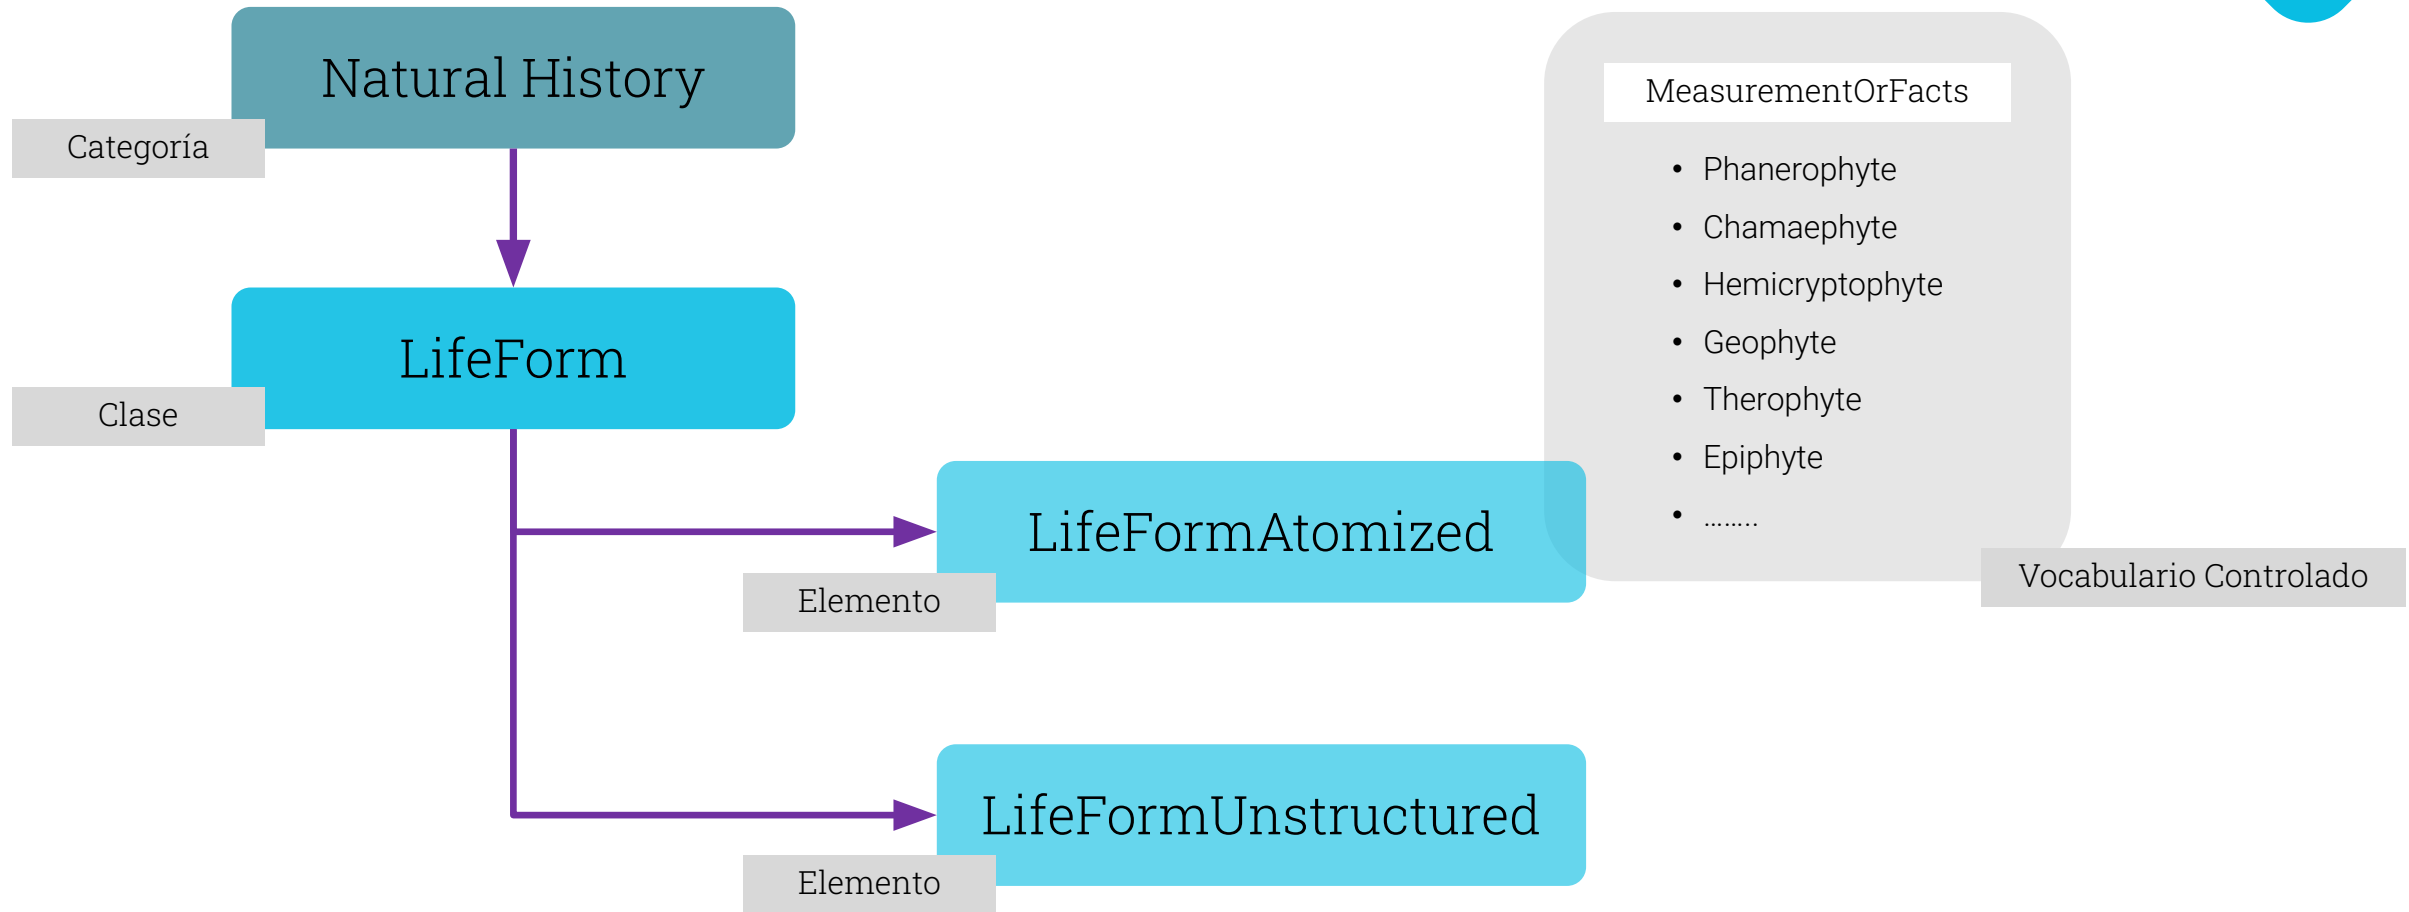 Natural History
Categoría
LifeForm
Clase
LifeFormAtomized
Elemento
LifeFormUnstructured
Elemento
MeasurementOrFacts
• Phanerophyte
• Chamaephyte
• Hemicryptophyte
• Geophyte
• Therophyte
• Epiphyte
• ........
Vocabulario Controlado